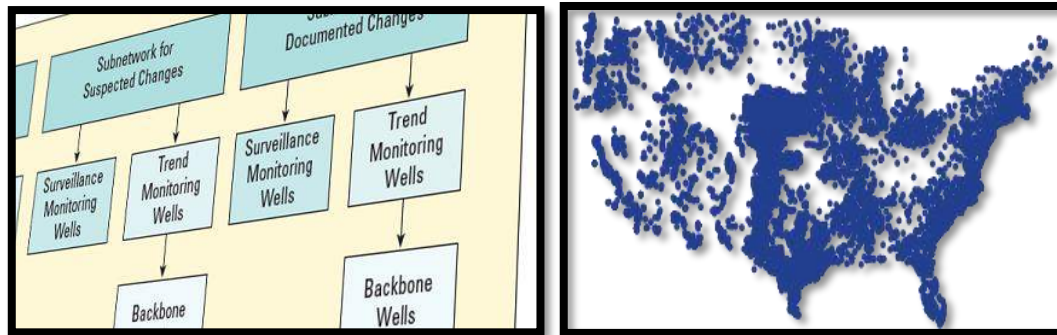 Subnetwork for
Suspected Changes
Documented Changes
Surveillance
Monitoring
Wells
Trend
Monitoring
Wells
Surveillance
Monitoring
Wells
Trend
Monitoring
Wells
Backbone
Backbone
Wells